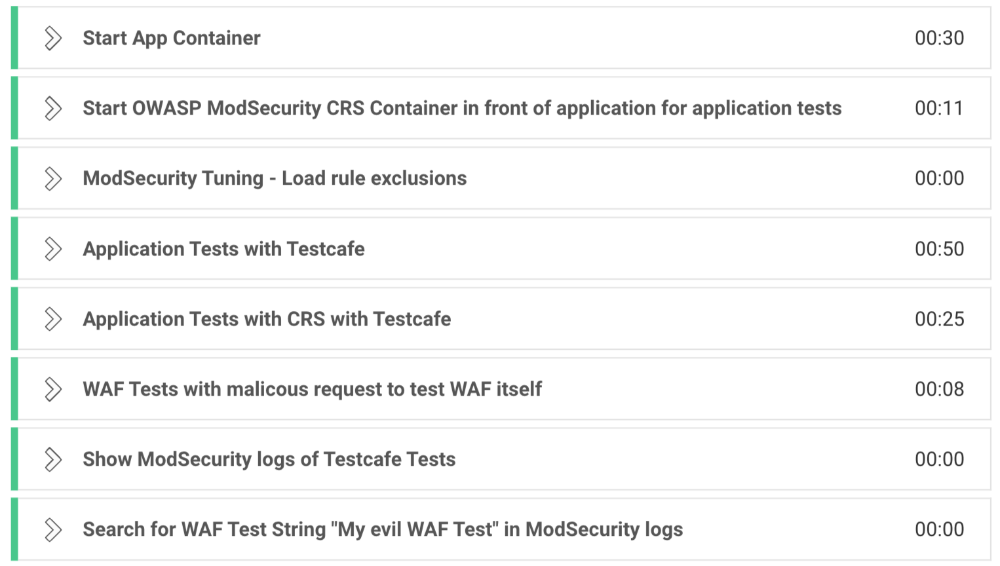 Start App Container 00:30
Start OWASP ModSecurity CRS Container in front of application for application tests 00:11
ModSecurity Tuning - Load rule exclusions 00:00
Application Tests with Testcafe 00:50
Application Tests with CRS with Testcafe 00:25
WAF Tests with malicous request to test WAF itself 00:08
Show ModSecurity logs of Testcafe Tests 00:00
Search for WAF Test String "My evil WAF Test" in ModSecurity logs 00:00